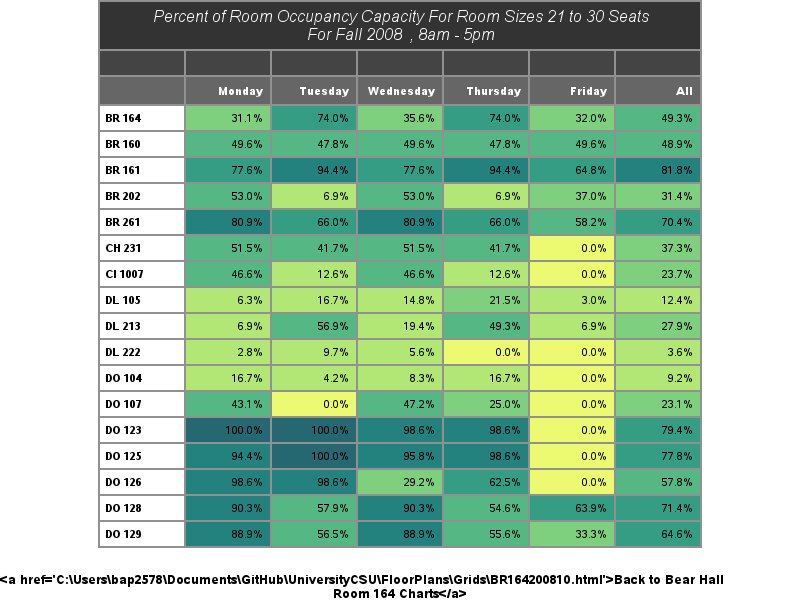 Percent of Room Occupancy Capacity For Room Sizes 21 to 30 Seats
For Fall 2008 , 8am - 5pm
Monday Tuesday Wednesday Thursday Friday All
BR 164 31.1% 74.0% 35.6% 74.0% 32.0% 49.3%
BR 160 49.6% 47.8% 49.6% 47.8% 49.6% 48.9%
BR 161 77.6% 94.4% 77.6% 94.4% 64.8% 81.8%
BR 202 53.0% 6.9% 53.0% 6.9% 37.0% 31.4%
BR 261 80.9% 66.0% 80.9% 66.0% 58.2% 70.4%
CH 231 51.5% 41.7% 51.5% 41.7% 0.0% 37.3%
CI 1007 46.6% 12.6% 46.6% 12.6% 0.0% 23.7%
DL 105 6.3% 16.7% 14.8% 21.5% 3.0% 12.4%
DL 213 6.9% 56.9% 19.4% 49.3% 6.9% 27.9%
DL 222 2.8% 9.7% 5.6% 0.0% 0.0% 3.6%
DO 104 16.7% 4.2% 8.3% 16.7% 0.0% 9.2%
DO 107 43.1% 0.0% 47.2% 25.0% 0.0% 23.1%
DO 123 100.0% 100.0% 98.6% 98.6% 0.0% 79.4%
DO 125 94.4% 100.0% 95.8% 98.6% 0.0% 77.8%
DO 126 98.6% 98.6% 29.2% 62.5% 0.0% 57.8%
DO 128 90.3% 57.9% 90.3% 54.6% 63.9% 71.4%
DO 129 88.9% 56.5% 88.9% 55.6% 33.3% 64.6%
<a href='C:\Users\bap2578\Documents\GitHub\UniversityCSU\FloorPlans\Grids\BR164200810.html'>Back to Bear Hall
Room 164 Charts</a>